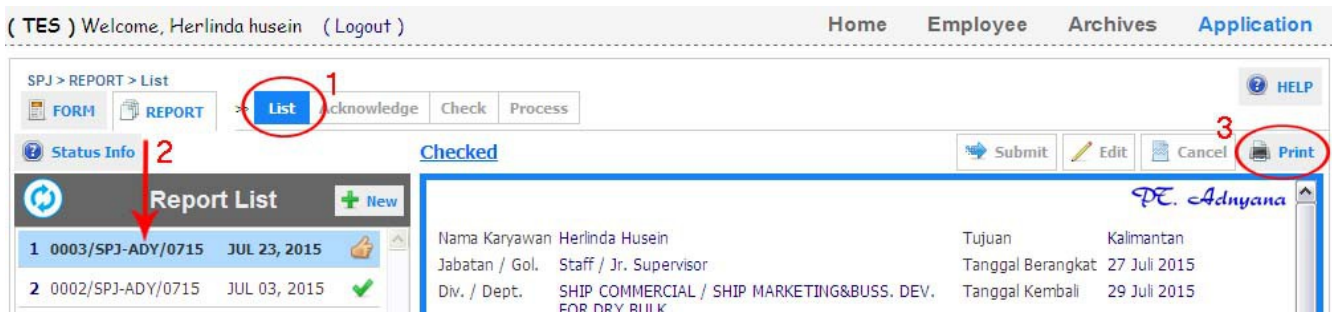 ( TES ) Welcome, Herlinda husein ( Logout )
Home Employee Archives Application
SPJ > REPORT > List
1
HELP
FORM REPORT >> List Acknowledge Check Process
3
Status Info 2 Checked Submit Edit Cancel Print
Report List New
PT. Adnyana
1 0003/SPJ-ADY/0715 JUL 23, 2015
2 0002/SPJ-ADY/0715 JUL 03, 2015
Nama Karyawan Herlinda Husein Tujuan Kalimantan
Jabatan / Gol. Staff / Jr. Supervisor Tanggal Berangkat 27 Juli 2015
Div. / Dept. SHIP COMMERCIAL / SHIP MARKETING&BUSS. DEV. Tanggal Kembali 29 Juli 2015
FOR DRY BULK